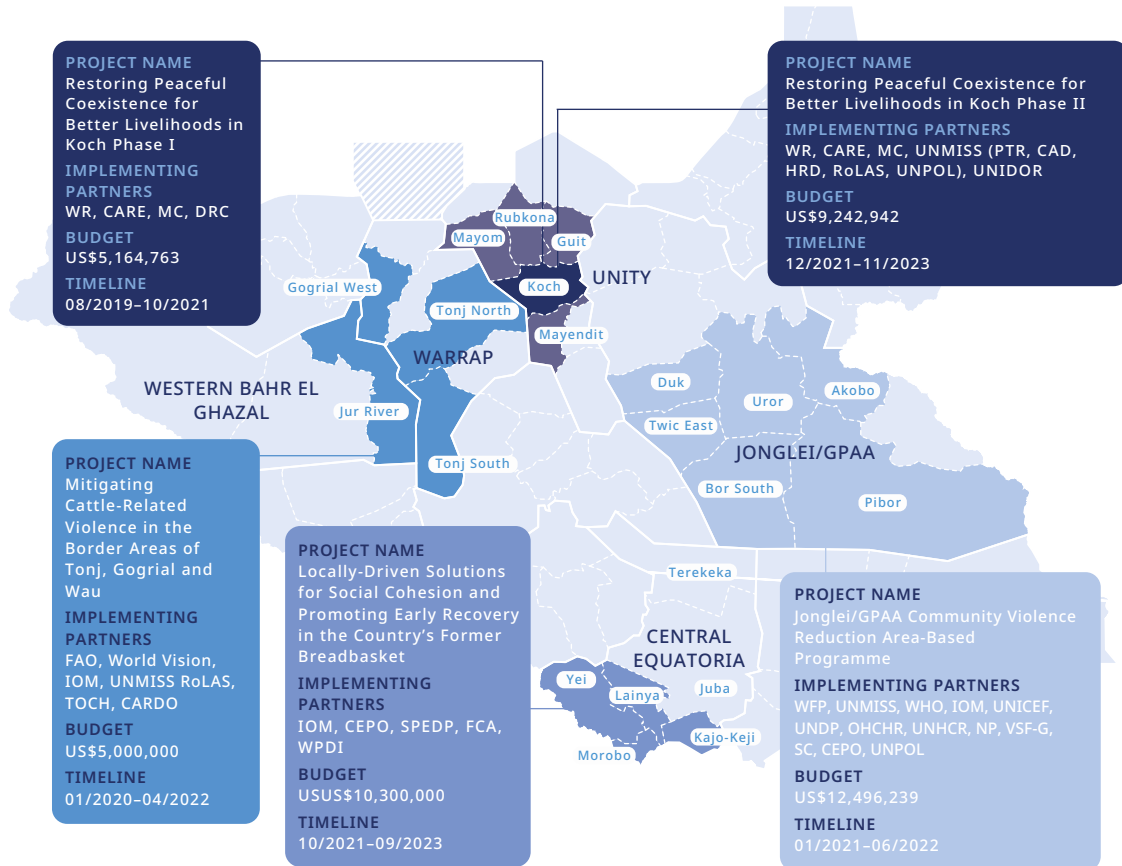 PROJECT NAME
Restoring Peaceful
Coexistence for
Better Livelihoods in
Koch Phase I
IMPLEMENTING
PARTNERS
WR, CARE, MC, DRC
BUDGET
US$5,164,763
TIMELINE
08/2019–10/2021
PROJECT NAME
Restoring Peaceful Coexistence for
Better Livelihoods in Koch Phase II
IMPLEMENTING PARTNERS
WR, CARE, MC, UNMISS (PTR, CAD,
HRD, RoLAS, UNPOL), UNIDOR
BUDGET
US$9,242,942
TIMELINE
12/2021–11/2023
Rubkona
Mayom
Guit
UNITY
Koch
Gogrial West
Tonj North
Mayendit
WARRAP
WESTERN BAHR EL
GHAZAL
Jur River
Tonj South
Duk
Uror
Akobo
Twic East
JONGLEI/GPAA
Bor South
Pibor
Terekeka
CENTRAL
EQUATORIA
Yei
Lainya
Juba
Kajo-Keji
Morobo
PROJECT NAME
Mitigating
Cattle-Related
Violence in the
Border Areas of
Tonj, Gogrial and
Wau
IMPLEMENTING
PARTNERS
FAO, World Vision,
IOM, UNMISS RoLAS,
TOCH, CARDO
BUDGET
US$5,000,000
TIMELINE
01/2020–04/2022
PROJECT NAME
Locally-Driven Solutions
for Social Cohesion and
Promoting Early Recovery
in the Country’s Former
Breadbasket
IMPLEMENTING
PARTNERS
IOM, CEPO, SPEDP, FCA,
WPDI
BUDGET
USUS$10,300,000
TIMELINE
10/2021–09/2023
PROJECT NAME
Jonglei/GPAA Community Violence
Reduction Area-Based
Programme
IMPLEMENTING PARTNERS
WFP, UNMISS, WHO, IOM, UNICEF,
UNDP, OHCHR, UNHCR, NP, VSF-G,
SC, CEPO, UNPOL
BUDGET
US$12,496,239
TIMELINE
01/2021–06/2022